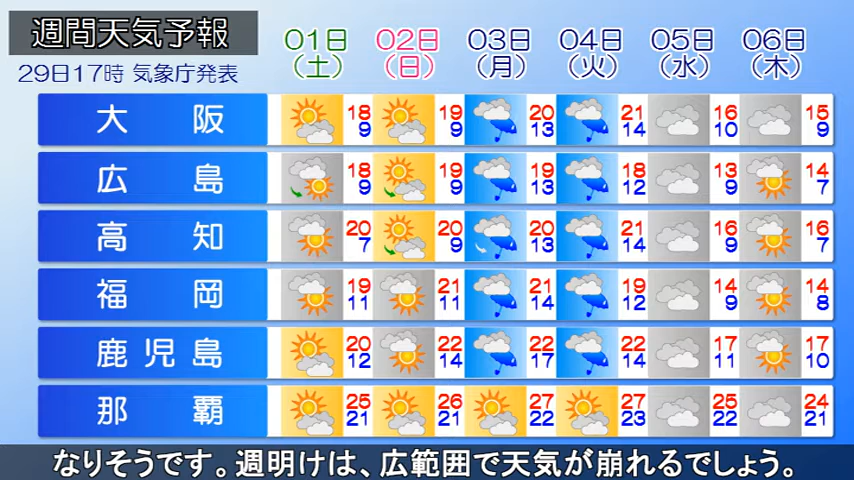 週間天気予報
29日17時 気象庁発表
01日 02日 03日 04日 05日 06日
（土） （日） （月） （火） （水） （木）
大阪 18 9 19 9 20 13 21 14 16 10 15 9
広島 18 9 19 9 19 13 18 12 13 9 14 7
高知 20 7 20 9 20 13 21 14 16 9 16 7
福岡 19 11 21 11 21 14 19 12 14 9 14 8
鹿児島 20 12 22 14 22 17 22 14 17 11 17 10
那覇 25 21 26 21 27 22 27 23 25 22 24 21
なりそうです。週明けは、広範囲で天気が崩れるでしょう。